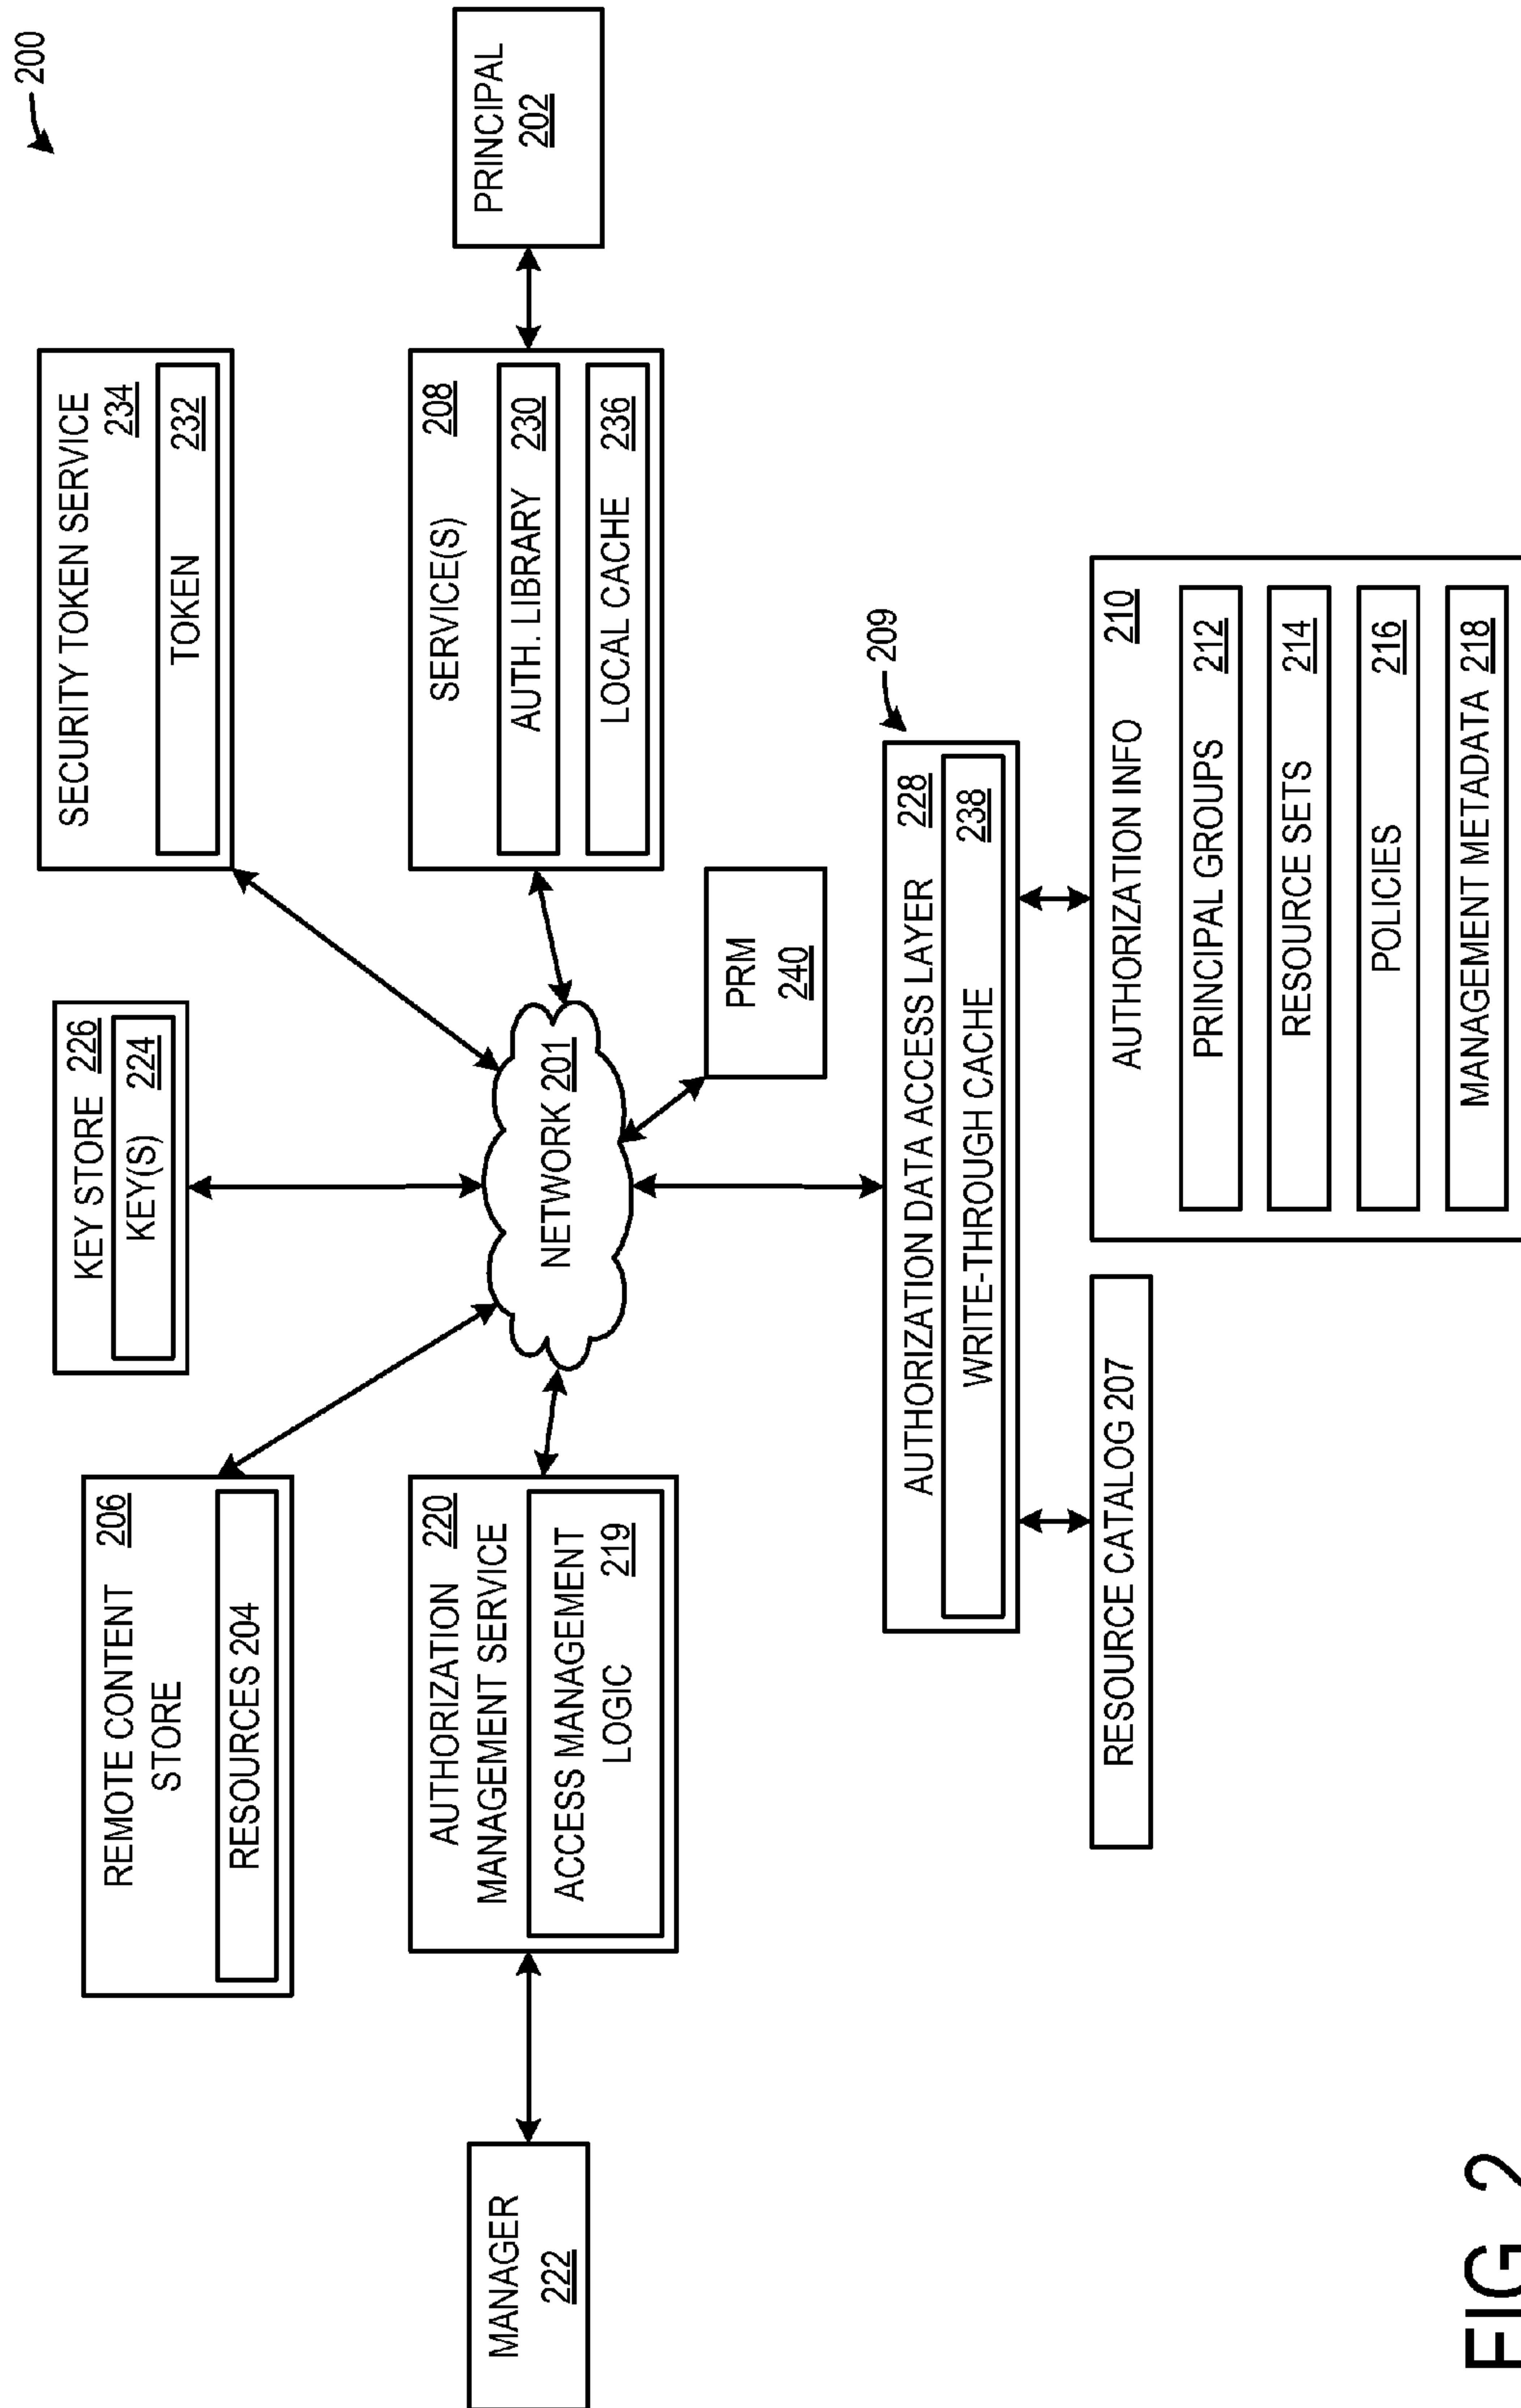 200
REMOTE CONTENT 206
STORE
RESOURCES 204
KEY STORE 226
KEY(S) 224
SECURITY TOKEN SERVICE
234
TOKEN 232
MANAGER
222
AUTHORIZATION 220
MANAGEMENT SERVICE
ACCESS MANAGEMENT
LOGIC 219
NETWORK 201
SERVICE(S) 208
AUTH. LIBRARY 230
LOCAL CACHE 236
PRINCIPAL
202
PRM
240
209
AUTHORIZATION DATA ACCESS LAYER 228
WRITE-THROUGH CACHE 238
RESOURCE CATALOG 207
AUTHORIZATION INFO 210
PRINCIPAL GROUPS 212
RESOURCE SETS 214
POLICIES 216
MANAGEMENT METADATA 218
FIG 2